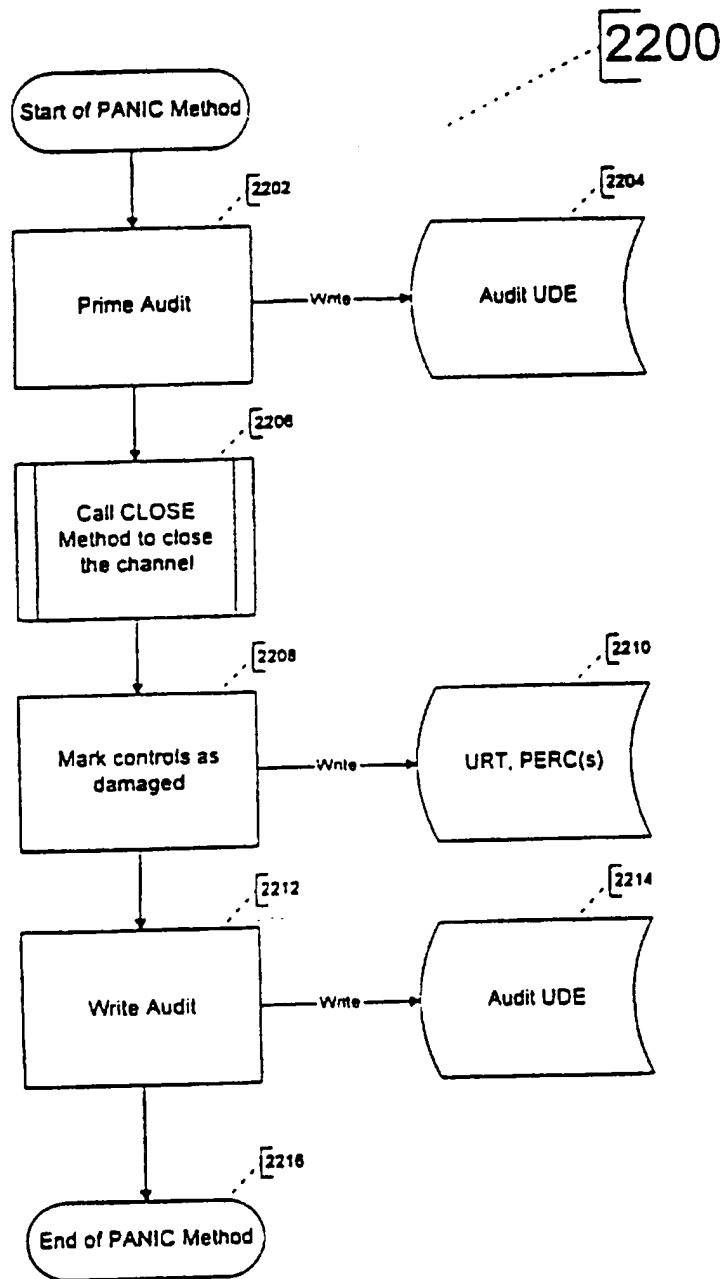 2200
Start of PANIC Method
2202
2204
Prime Audit
Write
Audit UDE
2206
Call CLOSE
Method to close
the channel
2208
2210
Mark controls as
damaged
Write
URT, PERC(s)
2212
2214
Write Audit
Write
Audit UDE
2216
End of PANIC Method